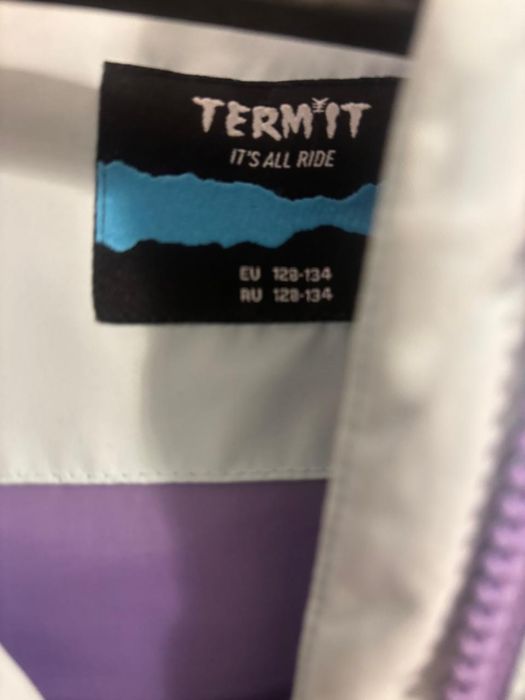 TERMIT
IT'S ALL RIDE
EU 128-134
RU 128-134